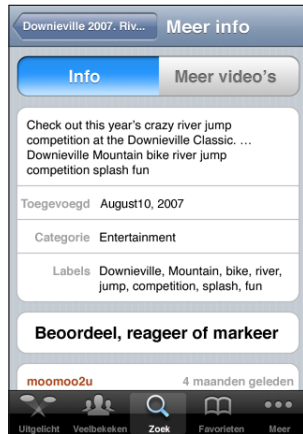 Downieville 2007. Riv... Meer info
Info Meer video's
Check out this year's crazy river jump
competition at the Downieville Classic. ...
Downieville Mountain bike river jump
competition splash fun
Toegevoegd August10, 2007
Categorie Entertainment
Labels Downieville, Mountain, bike, river,
jump, competition, splash, fun
Beoordeel, reageer of markeer
moomoo2u 4 maanden geleden
Uitgelicht Veelbekeken Zoek Favorieten Meer